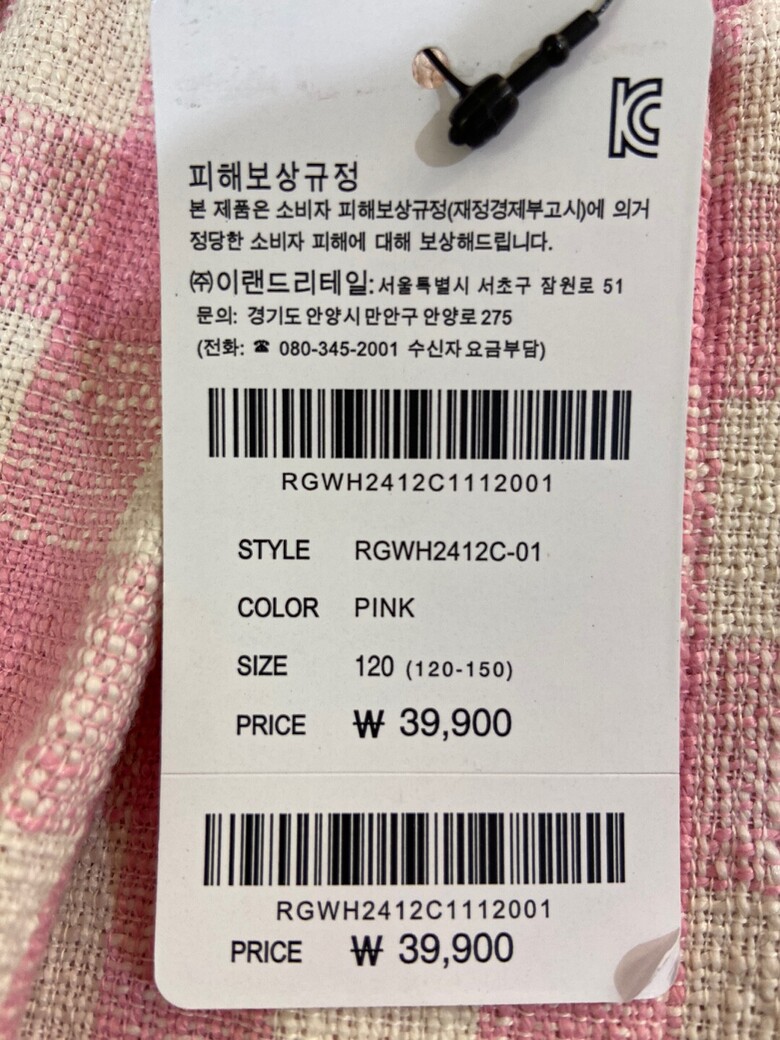 KC
피해보상규정
본 제품은 소비자 피해보상규정(재정경제부고시)에 의거
정당한 소비자 피해에 대해 보상해드립니다.
㈜이랜드리테일:서울특별시 서초구 잠원로 51
문의: 경기도 안양시 만안구 안양로 275
(전화: ☎ 080-345-2001 수신자 요금부담)
RGWH2412C1112001
STYLE RGWH2412C-01
COLOR PINK
SIZE 120 (120-150)
PRICE ₩ 39,900
RGWH2412C1112001
PRICE ₩ 39,900